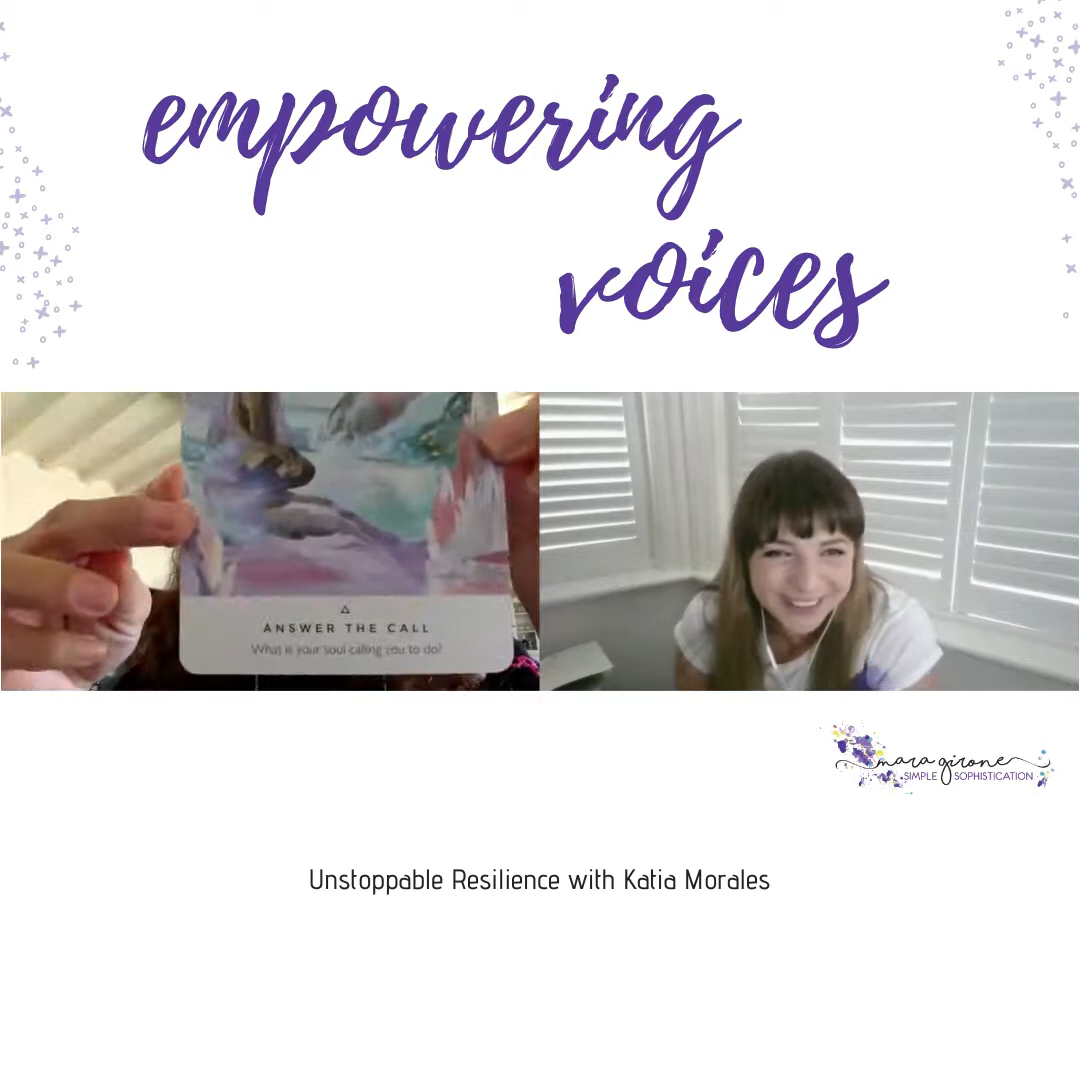 empowering
voices
ANSWER THE CALL
What is your soul calling you to do?
mara girone
SIMPLE SOPHISTICATION
Unstoppable Resilience with Katia Morales